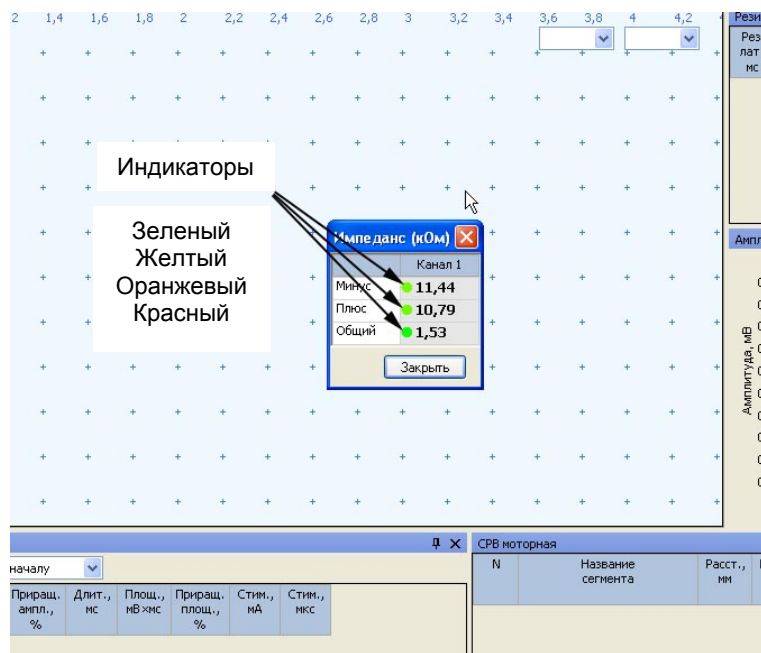 2 1,4 1,6 1,8 2 2,2 2,4 2,6 2,8 3 3,2 3,4 3,6 3,8 4 4,2
мс
Индикаторы
Зеленый
Желтый
Оранжевый
Красный
Импеданс (кОм)
Канал 1
Минус 11,44
Плюс 10,79
Общий 1,53
Закрыть
Амплитуда, мВ
СРВ моторная
началу
Приращ. ампл., %
Длит., мс
Площ., мВ×мс
Приращ. площ., %
Стим., мА
Стим., мкс
N
Название
сегмента
Расст.,
мм